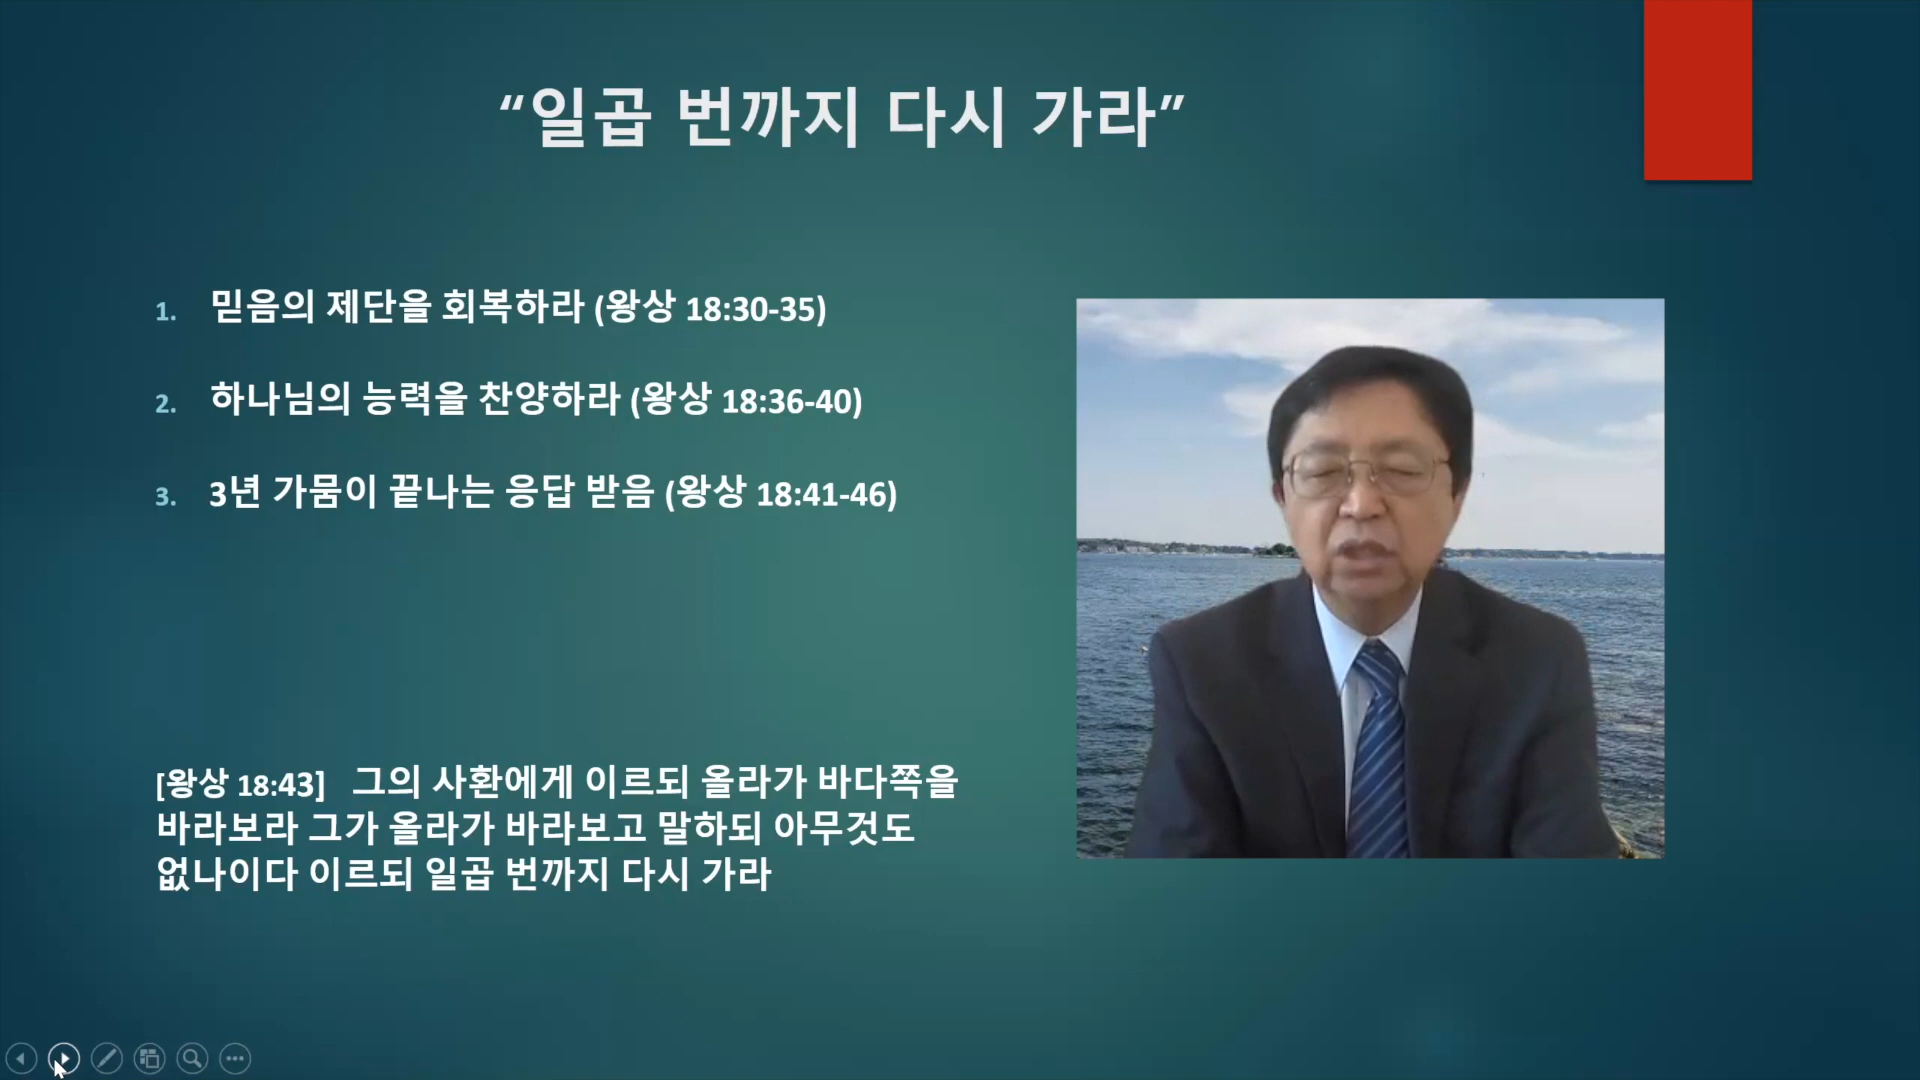 “일곱 번까지 다시 가라”
1. 믿음의 제단을 회복하라 (왕상 18:30-35)
2. 하나님의 능력을 찬양하라 (왕상 18:36-40)
3. 3년 가뭄이 끝나는 응답 받음 (왕상 18:41-46)
[왕상 18:43] 그의 사환에게 이르되 올라가 바다쪽을
바라보라 그가 올라가 바라보고 말하되 아무것도
없나이다 이르되 일곱 번까지 다시 가라